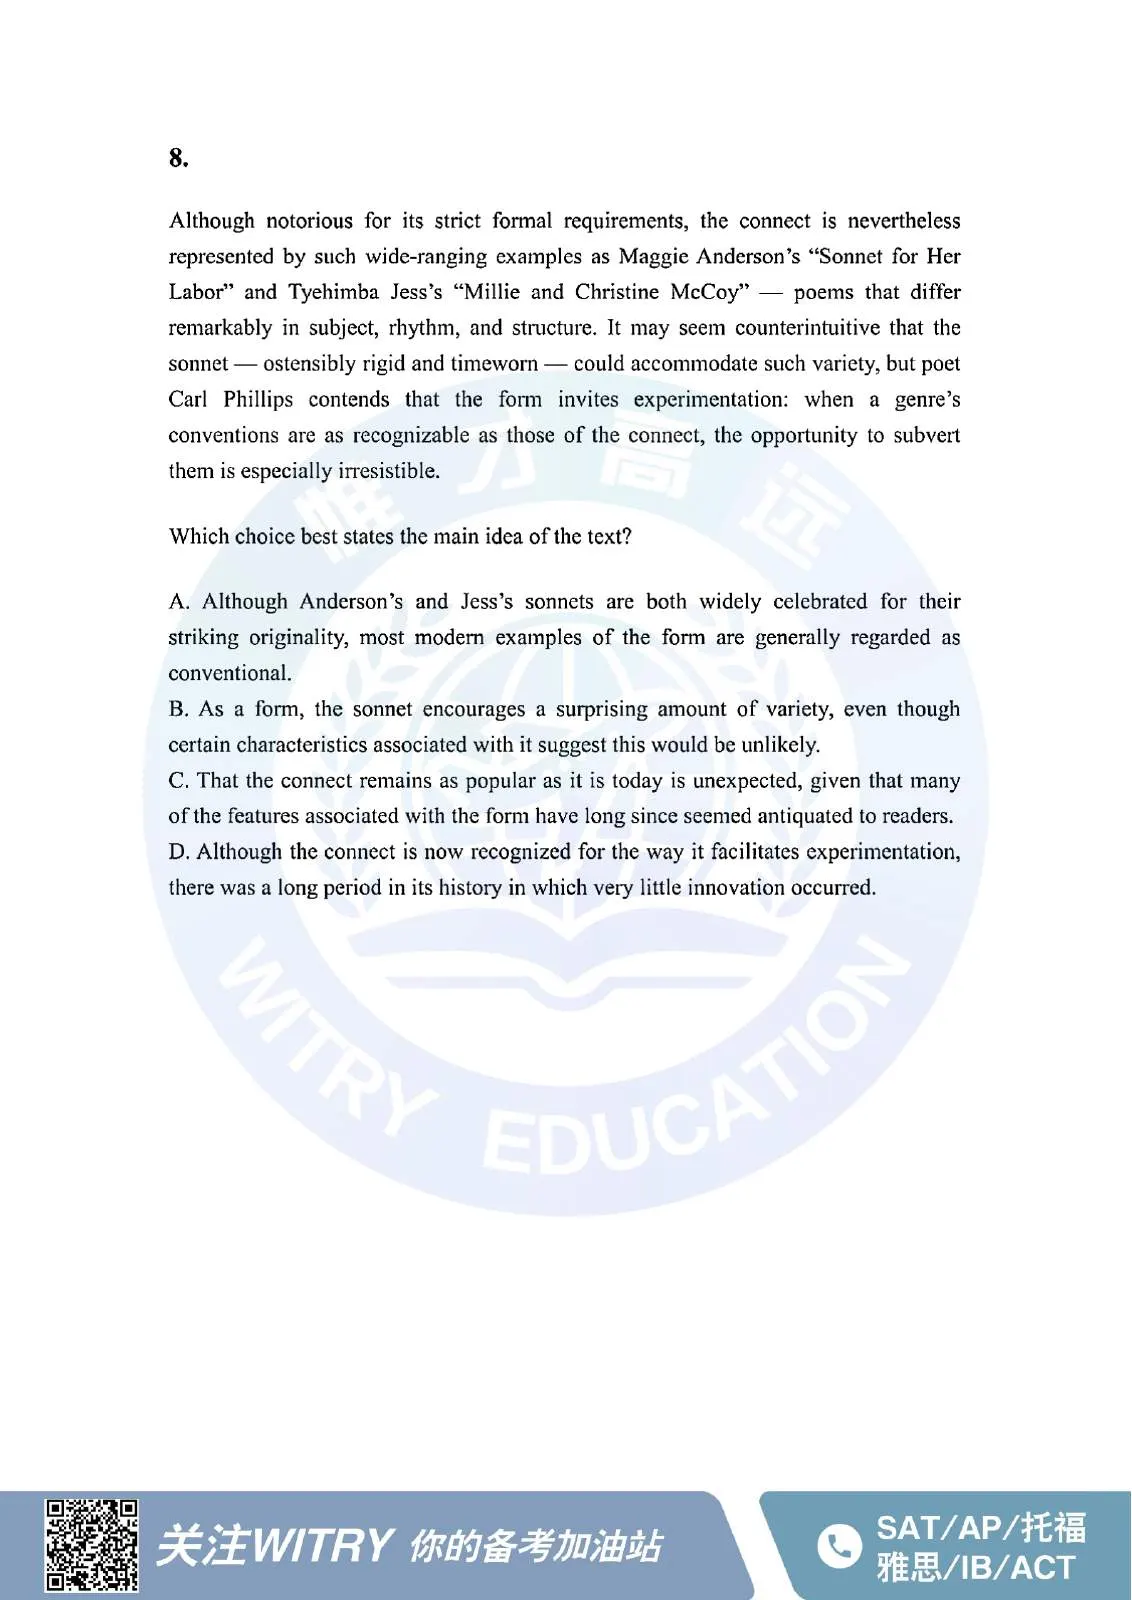 8.
Although notorious for its strict formal requirements, the connect is nevertheless
represented by such wide-ranging examples as Maggie Anderson’s “Sonnet for Her
Labor” and Tyehimba Jess’s “Millie and Christine McCoy” — poems that differ
remarkably in subject, rhythm, and structure. It may seem counterintuitive that the
sonnet — ostensibly rigid and timeworn — could accommodate such variety, but poet
Carl Phillips contends that the form invites experimentation: when a genre’s
conventions are as recognizable as those of the connect, the opportunity to subvert
them is especially irresistible.
Which choice best states the main idea of the text?
A. Although Anderson’s and Jess’s sonnets are both widely celebrated for their
striking originality, most modern examples of the form are generally regarded as
conventional.
B. As a form, the sonnet encourages a surprising amount of variety, even though
certain characteristics associated with it suggest this would be unlikely.
C. That the connect remains as popular as it is today is unexpected, given that many
of the features associated with the form have long since seemed antiquated to readers.
D. Although the connect is now recognized for the way it facilitates experimentation,
there was a long period in its history in which very little innovation occurred.
惟才高远
WITRY EDUCATION
关注WITRY 你的备考加油站
SAT/AP/托福
雅思/IB/ACT